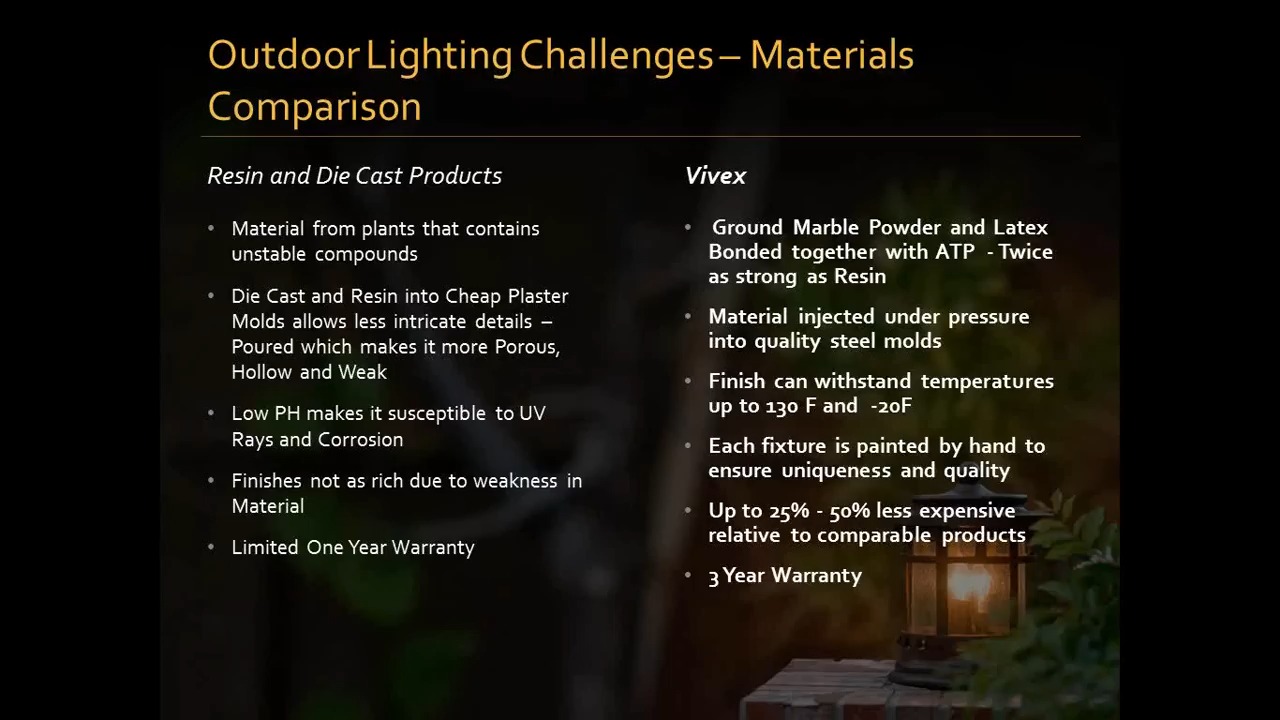 Outdoor Lighting Challenges – Materials
Comparison
Resin and Die Cast Products
• Material from plants that contains
unstable compounds
• Die Cast and Resin into Cheap Plaster
Molds allows less intricate details –
Poured which makes it more Porous,
Hollow and Weak
• Low PH makes it susceptible to UV
Rays and Corrosion
• Finishes not as rich due to weakness in
Material
• Limited One Year Warranty
Vivex
• Ground Marble Powder and Latex
Bonded together with ATP - Twice
as strong as Resin
• Material injected under pressure
into quality steel molds
• Finish can withstand temperatures
up to 130 F and -20F
• Each fixture is painted by hand to
ensure uniqueness and quality
• Up to 25% - 50% less expensive
relative to comparable products
• 3 Year Warranty